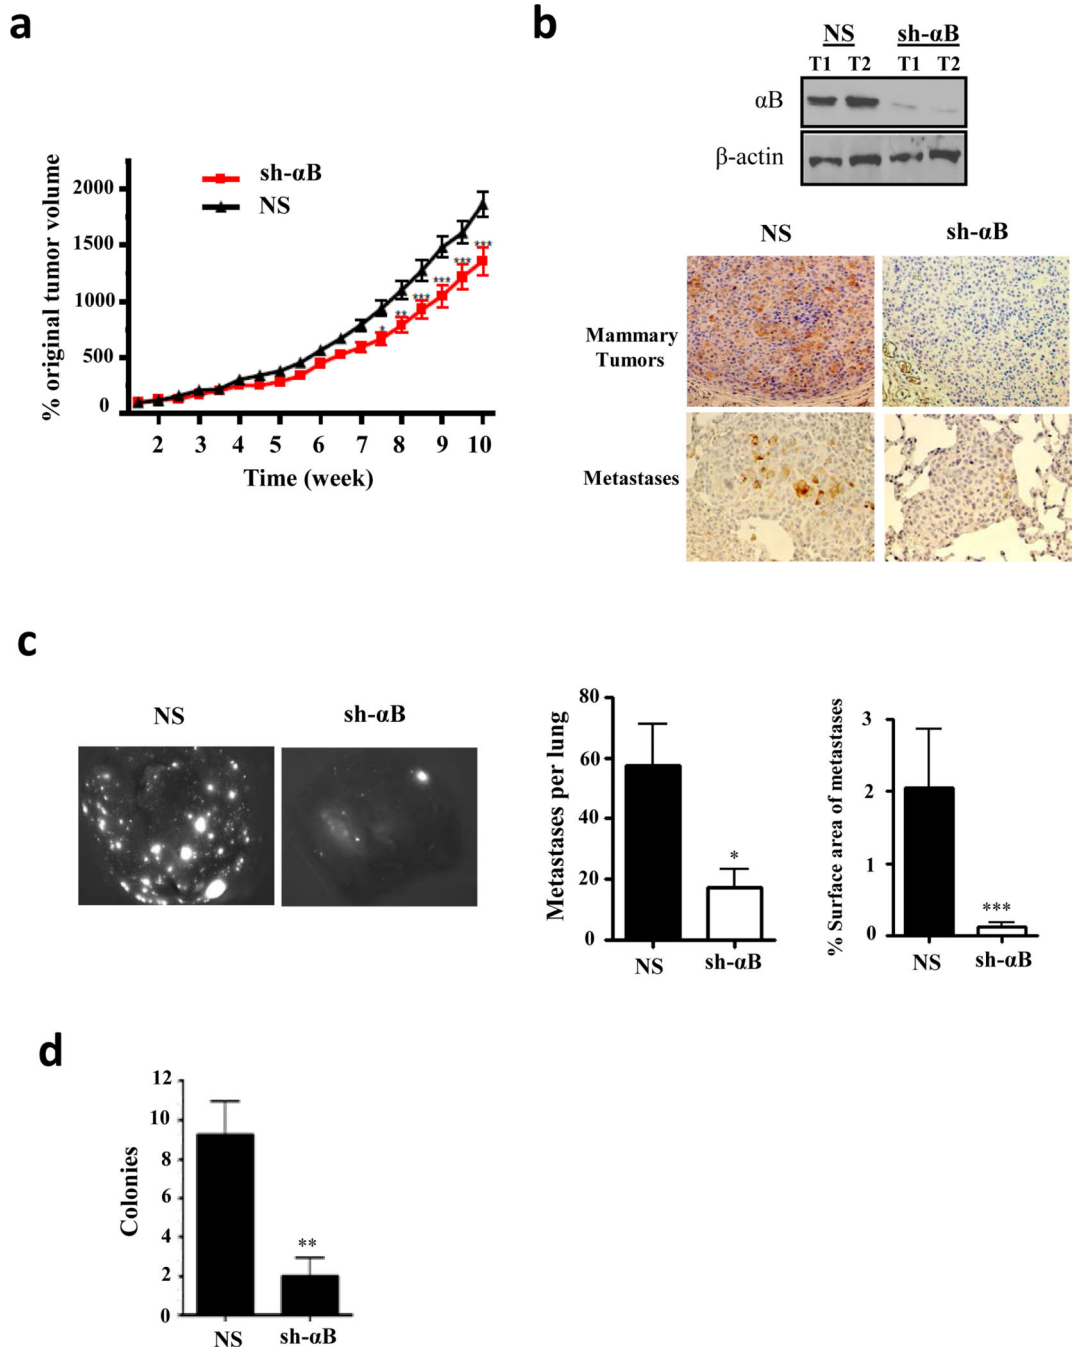 a
% original tumor volume
2000
1500
1000
500
0
sh-αB
NS
* ** *** *** *** ***
2 3 4 5 6 7 8 9 10
Time (week)
b
NS sh-αB
T1 T2 T1 T2
αB
β-actin
NS sh-αB
Mammary
Tumors
Metastases
c
NS sh-αB
Metastases per lung
80
60
40
20
0
*
NS sh-αB
% Surface area of metastases
3
2
1
0
***
NS sh-αB
d
Colonies
12
10
8
6
4
2
0
**
NS sh-αB